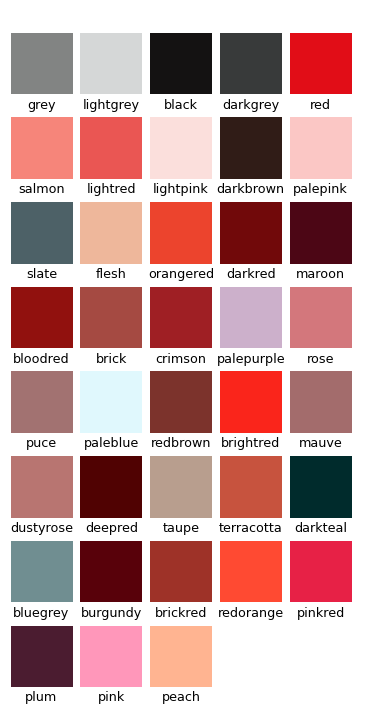 grey lightgrey black darkgrey red
salmon lightred lightpink darkbrown palepink
slate flesh orangered darkred maroon
bloodred brick crimson palepurple rose
puce paleblue redbrown brightred mauve
dustyrose deepred taupe terracotta darkteal
bluegrey burgundy brickred redorange pinkred
plum pink peach